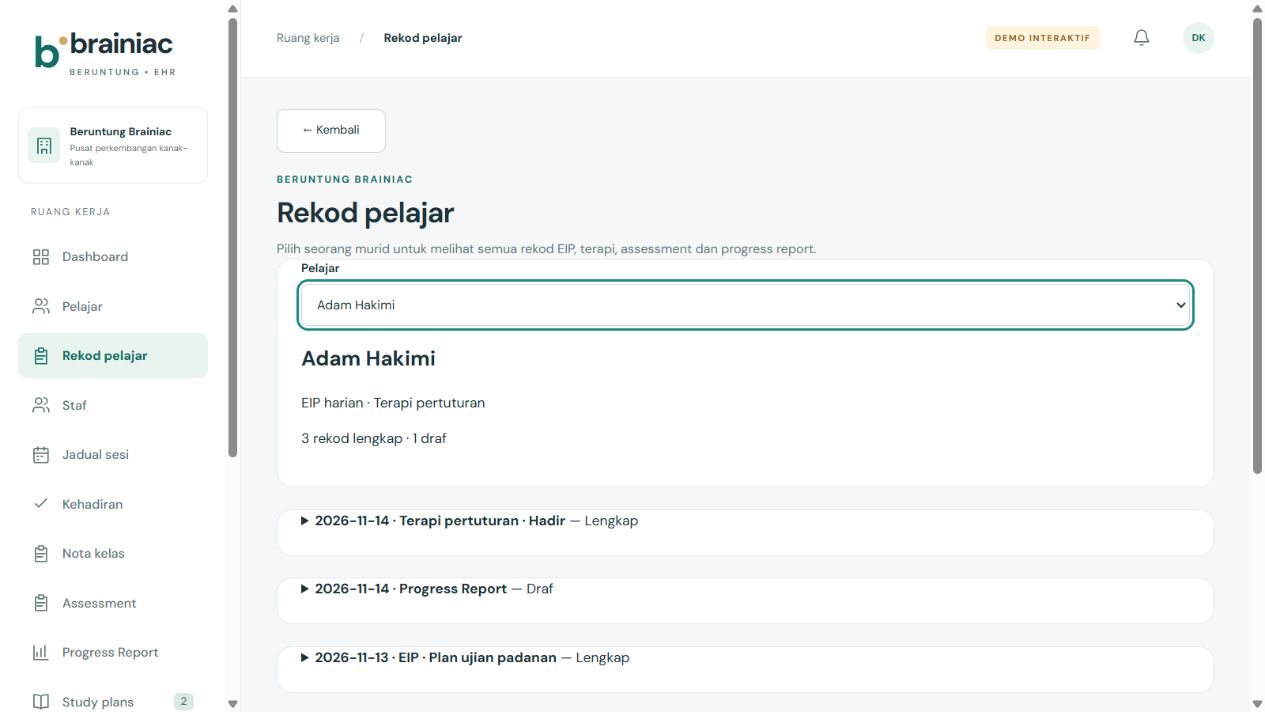 brainiac
BERUNTUNG • EHR
Beruntung Brainiac
Pusat perkembangan kanak-
kanak
RUANG KERJA
Dashboard
Pelajar
Rekod pelajar
Staf
Jadual sesi
Kehadiran
Nota kelas
Assessment
Progress Report
Study plans 2
Ruang kerja / Rekod pelajar
DEMO INTERAKTIF
DK
← Kembali
BERUNTUNG BRAINIAC
Rekod pelajar
Pilih seorang murid untuk melihat semua rekod EIP, terapi, assessment dan progress report.
Pelajar
Adam Hakimi
Adam Hakimi
EIP harian · Terapi pertuturan
3 rekod lengkap · 1 draf
▶ 2026-11-14 · Terapi pertuturan · Hadir — Lengkap
▶ 2026-11-14 · Progress Report — Draf
▶ 2026-11-13 · EIP · Plan ujian padanan — Lengkap